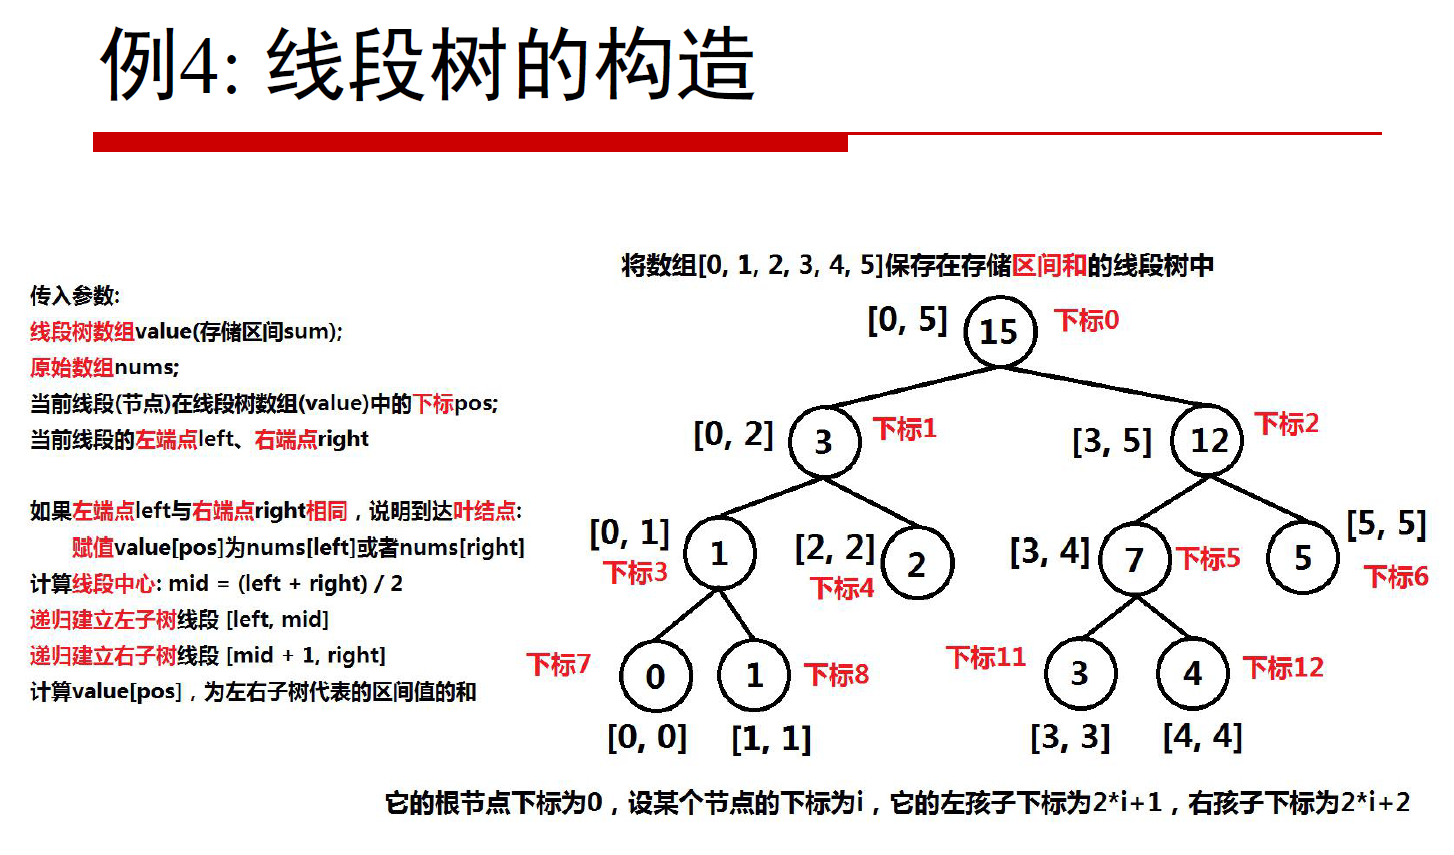 例4: 线段树的构造
将数组[0, 1, 2, 3, 4, 5]保存在存储区间和的线段树中
传入参数:
线段树数组value(存储区间sum);
原始数组nums;
当前线段(节点)在线段树数组(value)中的下标pos;
当前线段的左端点left、右端点right
如果左端点left与右端点right相同，说明到达叶结点:
赋值value[pos]为nums[left]或者nums[right]
计算线段中心: mid = (left + right) / 2
递归建立左子树线段 [left, mid]
递归建立右子树线段 [mid + 1, right]
计算value[pos]，为左右子树代表的区间值的和
[0, 5] 15 下标0
[0, 2] 3 下标1
[3, 5] 12 下标2
[0, 1] 1 下标3
[2, 2] 2 下标4
[3, 4] 7 下标5
[5, 5] 5 下标6
下标7 0 [0, 0]
1 下标8 [1, 1]
下标11 3 [3, 3]
4 下标12 [4, 4]
它的根节点下标为0，设某个节点的下标为i，它的左孩子下标为2*i+1，右孩子下标为2*i+2